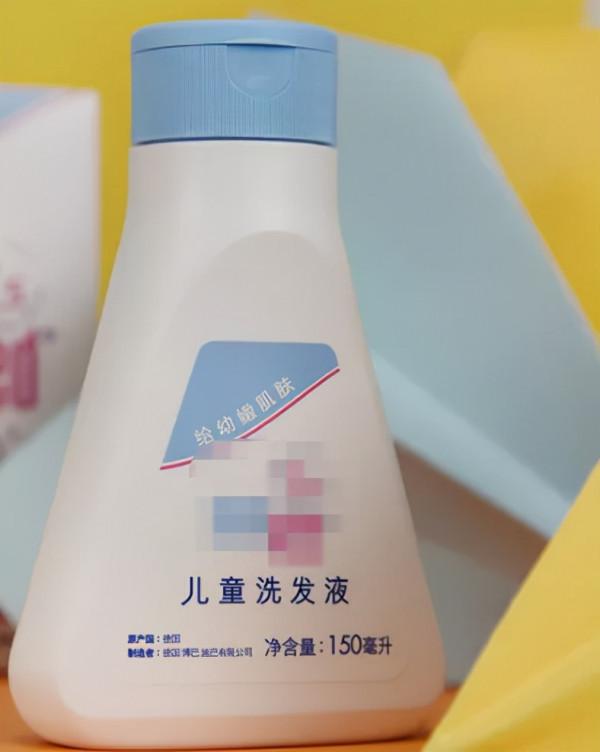 给幼嫩肌肤
儿童洗发液
原产国：德国
制造者：德国 博巴 施巴有限公司
净含量：150毫升